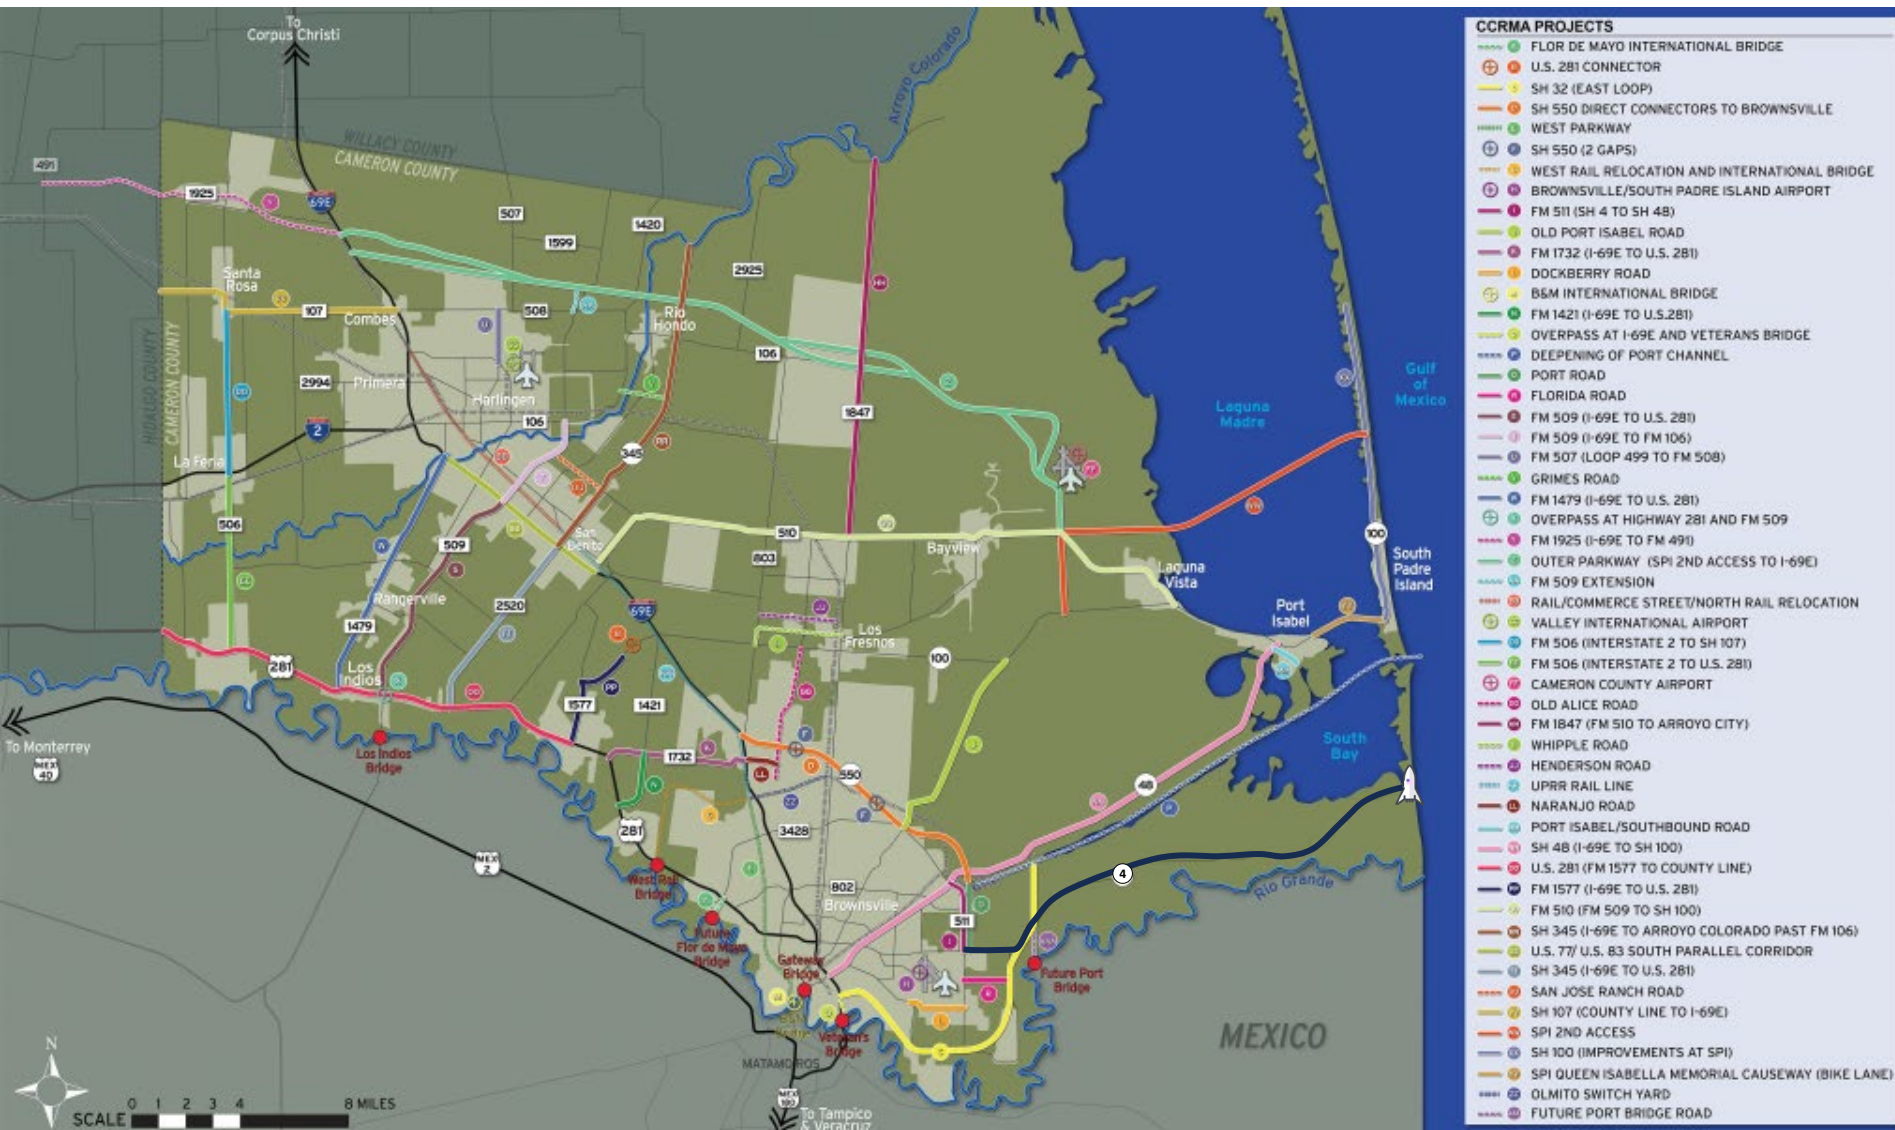 To
Corpus Christi
Arroyo Colorado
WILLACY COUNTY
CAMERON COUNTY
491
1925
69E
507
1420
1599
2925
Santa
Rosa
107
Combes
508
Rio
Hondo
106
2994
Primera
Harlingen
HIDALGO COUNTY
CAMERON COUNTY
2
106
1847
345
La Feria
Laguna
Madre
Gulf
of
Mexico
506
509
San
Benito
510
803
Bayview
100
Laguna
Vista
South
Padre
Island
Rangerville
2520
69E
1479
Port
Isabel
Los
Fresnos
100
281
Los
Indios
1577
PP
1421
To Monterrey
MEX
40
Los Indios
Bridge
1732
LL
550
South
Bay
48
281
3428
MEX
2
4
West Rail
Bridge
802
Brownsville
Rio Grande
511
Future
Flor de Mayo
Bridge
Gateway
Bridge
Future Port
Bridge
Veteran's
Bridge
MEXICO
MATAMOROS
MEX
180
To Tampico
& Veracruz
N
SCALE
0 1 2 3 4 8 MILES
CCRMA PROJECTS
FLOR DE MAYO INTERNATIONAL BRIDGE
U.S. 281 CONNECTOR
SH 32 (EAST LOOP)
SH 550 DIRECT CONNECTORS TO BROWNSVILLE
WEST PARKWAY
SH 550 (2 GAPS)
WEST RAIL RELOCATION AND INTERNATIONAL BRIDGE
BROWNSVILLE/SOUTH PADRE ISLAND AIRPORT
FM 511 (SH 4 TO SH 48)
OLD PORT ISABEL ROAD
FM 1732 (I-69E TO U.S. 281)
DOCKBERRY ROAD
B&M INTERNATIONAL BRIDGE
FM 1421 (I-69E TO U.S.281)
OVERPASS AT I-69E AND VETERANS BRIDGE
DEEPENING OF PORT CHANNEL
PORT ROAD
FLORIDA ROAD
FM 509 (I-69E TO U.S. 281)
FM 509 (I-69E TO FM 106)
FM 507 (LOOP 499 TO FM 508)
GRIMES ROAD
FM 1479 (I-69E TO U.S. 281)
OVERPASS AT HIGHWAY 281 AND FM 509
FM 1925 (I-69E TO FM 491)
OUTER PARKWAY (SPI 2ND ACCESS TO I-69E)
FM 509 EXTENSION
RAIL/COMMERCE STREET/NORTH RAIL RELOCATION
VALLEY INTERNATIONAL AIRPORT
FM 506 (INTERSTATE 2 TO SH 107)
FM 506 (INTERSTATE 2 TO U.S. 281)
CAMERON COUNTY AIRPORT
OLD ALICE ROAD
FM 1847 (FM 510 TO ARROYO CITY)
WHIPPLE ROAD
HENDERSON ROAD
UPRR RAIL LINE
NARANJO ROAD
PORT ISABEL/SOUTHBOUND ROAD
SH 48 (I-69E TO SH 100)
U.S. 281 (FM 1577 TO COUNTY LINE)
FM 1577 (I-69E TO U.S. 281)
FM 510 (FM 509 TO SH 100)
SH 345 (I-69E TO ARROYO COLORADO PAST FM 106)
U.S. 77/ U.S. 83 SOUTH PARALLEL CORRIDOR
SH 345 (I-69E TO U.S. 281)
SAN JOSE RANCH ROAD
SH 107 (COUNTY LINE TO I-69E)
SPI 2ND ACCESS
SH 100 (IMPROVEMENTS AT SPI)
SPI QUEEN ISABELLA MEMORIAL CAUSEWAY (BIKE LANE)
OLMITO SWITCH YARD
FUTURE PORT BRIDGE ROAD